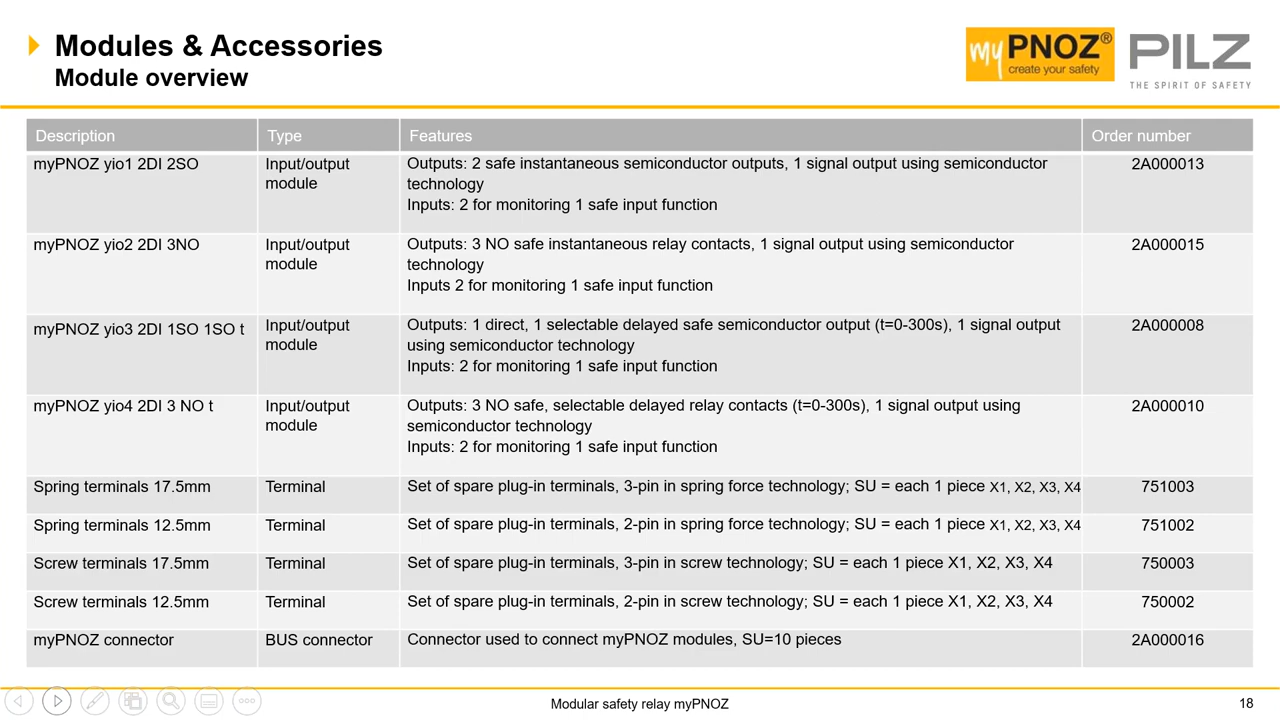 Modules & Accessories
Module overview
my PNOZ®
create your safety
PILZ
THE SPIRIT OF SAFETY
Description Type Features Order number
myPNOZ yio1 2DI 2SO Input/output module Outputs: 2 safe instantaneous semiconductor outputs, 1 signal output using semiconductor 2A000013
technology
Inputs: 2 for monitoring 1 safe input function
myPNOZ yio2 2DI 3NO Input/output module Outputs: 3 NO safe instantaneous relay contacts, 1 signal output using semiconductor 2A000015
technology
Inputs 2 for monitoring 1 safe input function
myPNOZ yio3 2DI 1SO 1SO t Input/output module Outputs: 1 direct, 1 selectable delayed safe semiconductor output (t=0-300s), 1 signal output 2A000008
using semiconductor technology
Inputs: 2 for monitoring 1 safe input function
myPNOZ yio4 2DI 3 NO t Input/output module Outputs: 3 NO safe, selectable delayed relay contacts (t=0-300s), 1 signal output using 2A000010
semiconductor technology
Inputs: 2 for monitoring 1 safe input function
Spring terminals 17.5mm Terminal Set of spare plug-in terminals, 3-pin in spring force technology; SU = each 1 piece X1, X2, X3, X4 751003
Spring terminals 12.5mm Terminal Set of spare plug-in terminals, 2-pin in spring force technology; SU = each 1 piece X1, X2, X3, X4 751002
Screw terminals 17.5mm Terminal Set of spare plug-in terminals, 3-pin in screw technology; SU = each 1 piece X1, X2, X3, X4 750003
Screw terminals 12.5mm Terminal Set of spare plug-in terminals, 2-pin in screw technology; SU = each 1 piece X1, X2, X3, X4 750002
myPNOZ connector BUS connector Connector used to connect myPNOZ modules, SU=10 pieces 2A000016
Modular safety relay myPNOZ
18